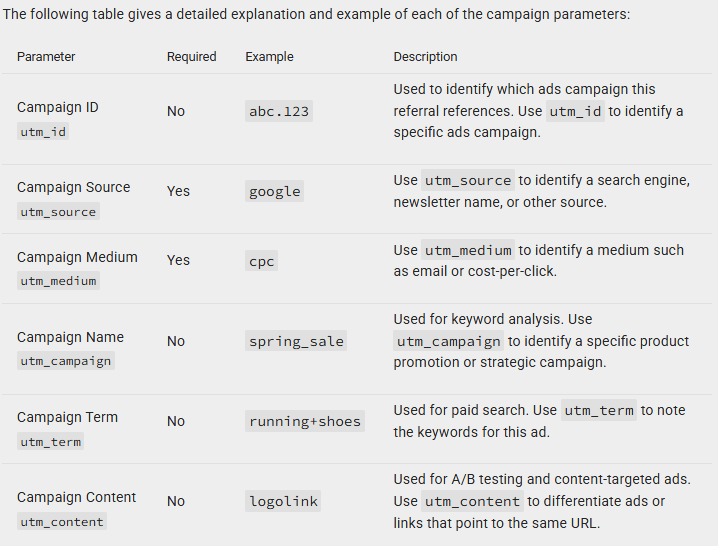 The following table gives a detailed explanation and example of each of the campaign parameters:
Parameter Required Example Description
Campaign ID
utm_id
No
abc.123
Used to identify which ads campaign this
referral references. Use utm_id to identify a
specific ads campaign.
Campaign Source
utm_source
Yes
google
Use utm_source to identify a search engine,
newsletter name, or other source.
Campaign Medium
utm_medium
Yes
cpc
Use utm_medium to identify a medium such
as email or cost-per-click.
Campaign Name
utm_campaign
No
spring_sale
Used for keyword analysis. Use
utm_campaign to identify a specific product
promotion or strategic campaign.
Campaign Term
utm_term
No
running+shoes
Used for paid search. Use utm_term to note
the keywords for this ad.
Campaign Content
utm_content
No
logolink
Used for A/B testing and content-targeted ads.
Use utm_content to differentiate ads or
links that point to the same URL.